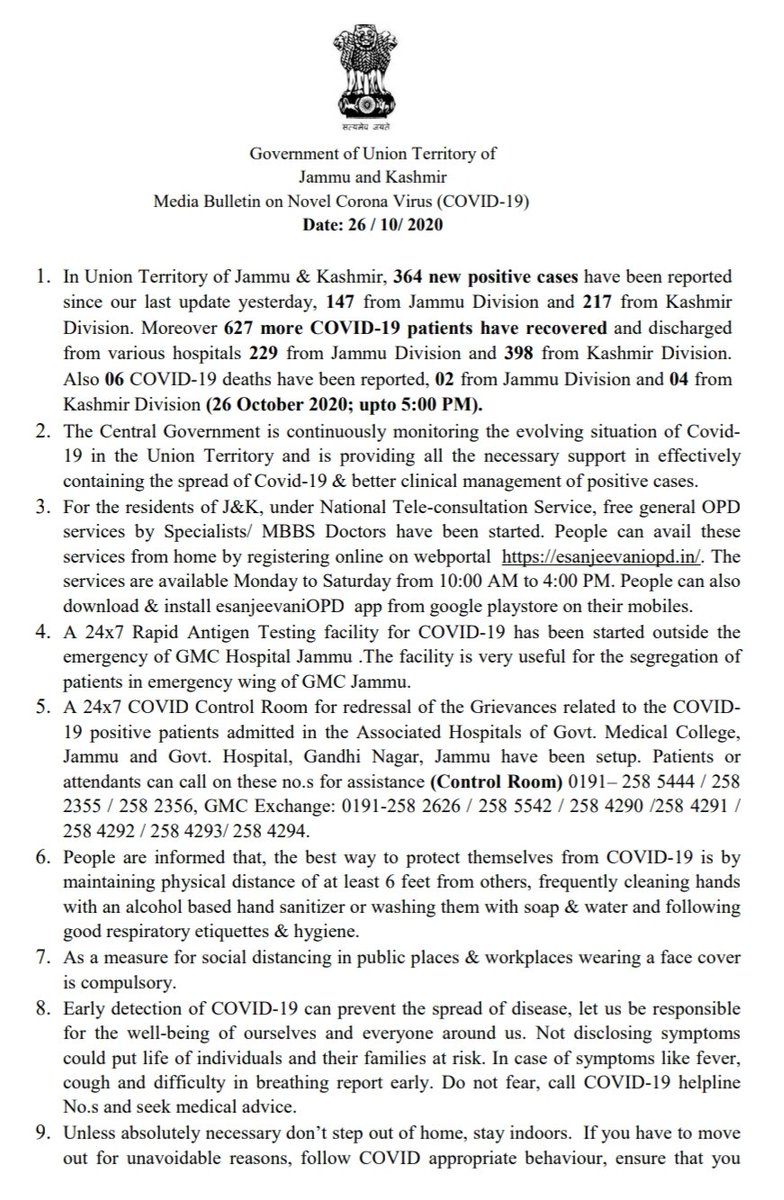 सत्यमेव जयते
Government of Union Territory of
Jammu and Kashmir
Media Bulletin on Novel Corona Virus (COVID-19)
Date: 26 / 10/ 2020
1. In Union Territory of Jammu & Kashmir, 364 new positive cases have been reported
since our last update yesterday, 147 from Jammu Division and 217 from Kashmir
Division. Moreover 627 more COVID-19 patients have recovered and discharged
from various hospitals 229 from Jammu Division and 398 from Kashmir Division.
Also 06 COVID-19 deaths have been reported, 02 from Jammu Division and 04 from
Kashmir Division (26 October 2020; upto 5:00 PM).
2. The Central Government is continuously monitoring the evolving situation of Covid-
19 in the Union Territory and is providing all the necessary support in effectively
containing the spread of Covid-19 & better clinical management of positive cases.
3. For the residents of J&K, under National Tele-consultation Service, free general OPD
services by Specialists/ MBBS Doctors have been started. People can avail these
services from home by registering online on webportal https://esanjeevaniopd.in/. The
services are available Monday to Saturday from 10:00 AM to 4:00 PM. People can also
download & install esanjeevaniOPD app from google playstore on their mobiles.
4. A 24x7 Rapid Antigen Testing facility for COVID-19 has been started outside the
emergency of GMC Hospital Jammu .The facility is very useful for the segregation of
patients in emergency wing of GMC Jammu.
5. A 24x7 COVID Control Room for redressal of the Grievances related to the COVID-
19 positive patients admitted in the Associated Hospitals of Govt. Medical College,
Jammu and Govt. Hospital, Gandhi Nagar, Jammu have been setup. Patients or
attendants can call on these no.s for assistance (Control Room) 0191– 258 5444 / 258
2355 / 258 2356, GMC Exchange: 0191-258 2626 / 258 5542 / 258 4290 /258 4291 /
258 4292 / 258 4293/ 258 4294.
6. People are informed that, the best way to protect themselves from COVID-19 is by
maintaining physical distance of at least 6 feet from others, frequently cleaning hands
with an alcohol based hand sanitizer or washing them with soap & water and following
good respiratory etiquettes & hygiene.
7. As a measure for social distancing in public places & workplaces wearing a face cover
is compulsory.
8. Early detection of COVID-19 can prevent the spread of disease, let us be responsible
for the well-being of ourselves and everyone around us. Not disclosing symptoms
could put life of individuals and their families at risk. In case of symptoms like fever,
cough and difficulty in breathing report early. Do not fear, call COVID-19 helpline
No.s and seek medical advice.
9. Unless absolutely necessary don’t step out of home, stay indoors. If you have to move
out for unavoidable reasons, follow COVID appropriate behaviour, ensure that you